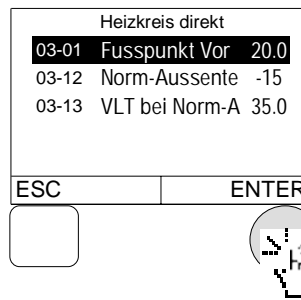 Heizkreis direkt
03-01 Fusspunkt Vor 20.0
03-12 Norm-Aussente -15
03-13 VLT bei Norm-A 35.0
ESC ENTER